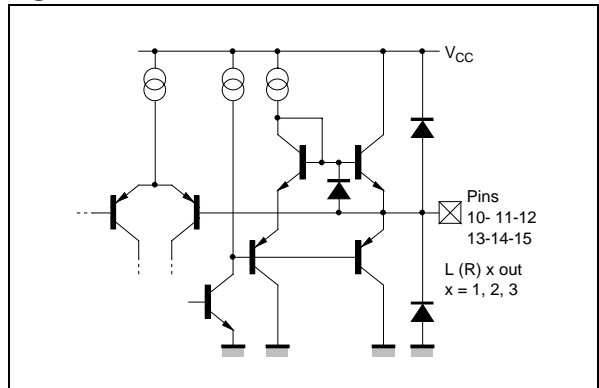 VCC
Pins
10- 11-12
13-14-15
L (R) x out
x = 1, 2, 3